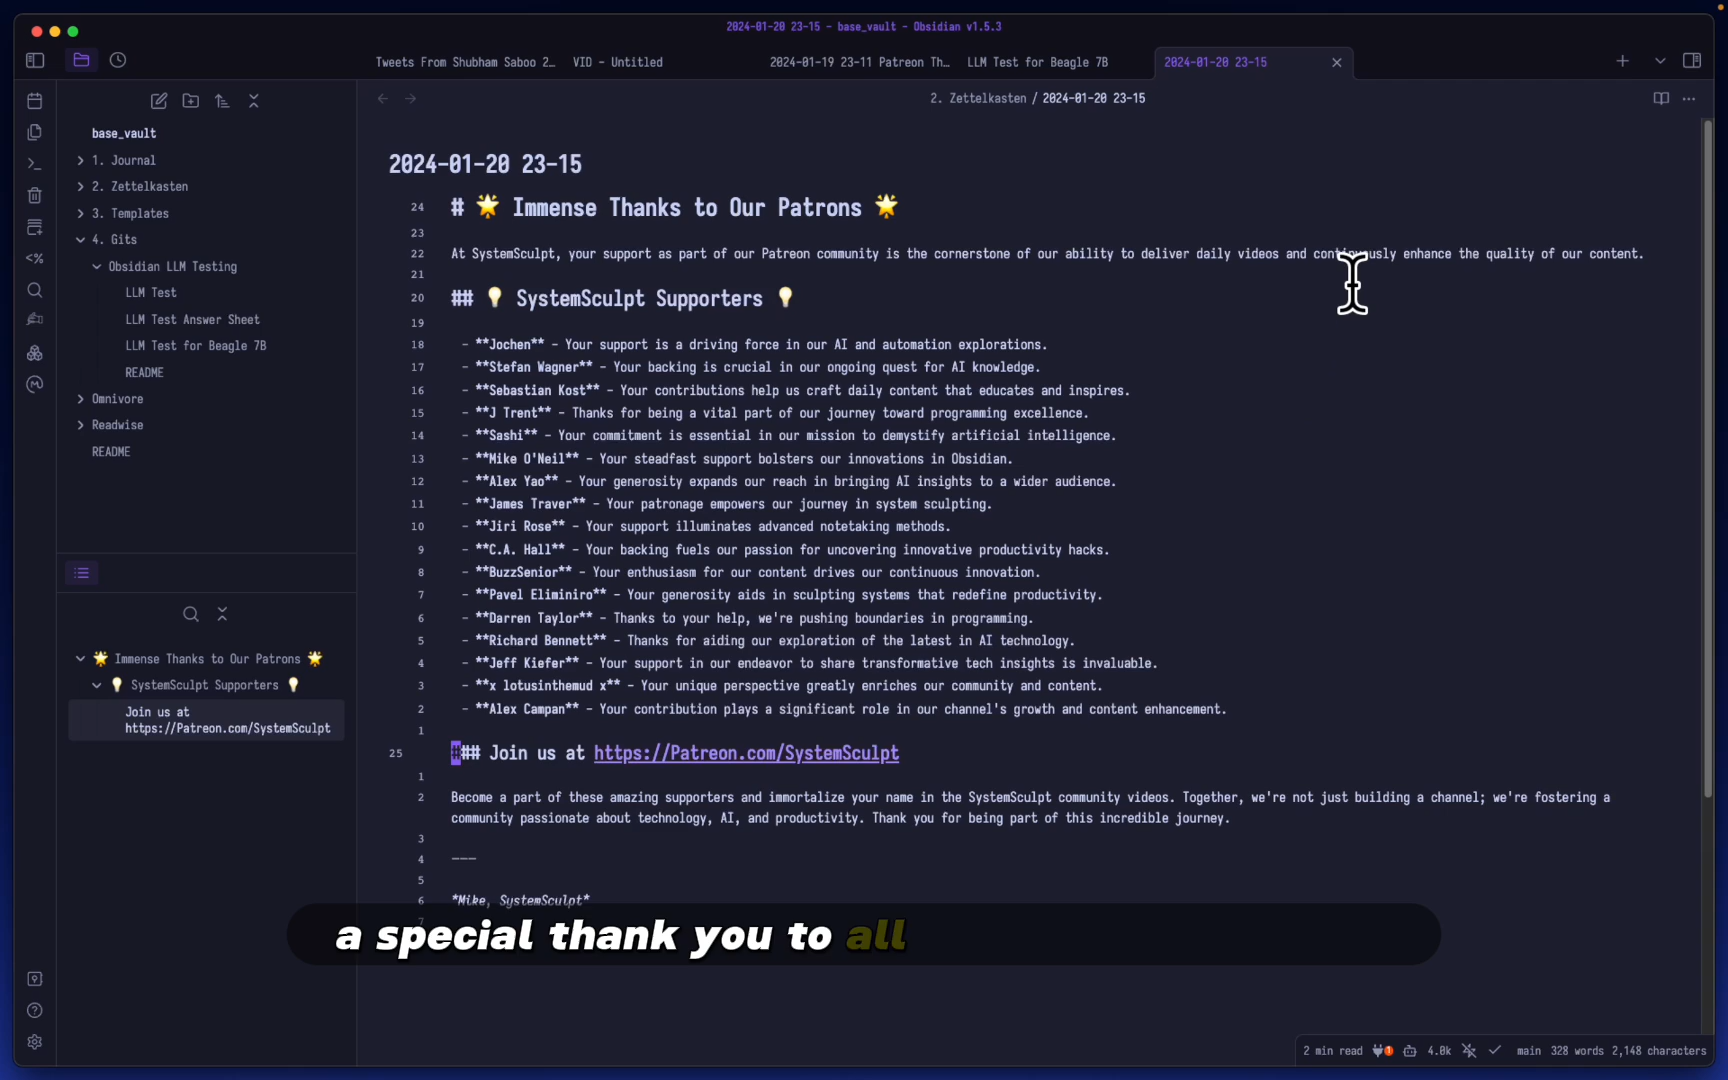 2024-01-20 23-15 - base_vault - Obsidian v1.5.3
Tweets From Shubham Saboo 2…
VID - Untitled
2024-01-19 23-11 Patreon Th…
LLM Test for Beagle 7B
2024-01-20 23-15
2. Zettelkasten / 2024-01-20 23-15
base_vault
1. Journal
2. Zettelkasten
3. Templates
4. Gits
Obsidian LLM Testing
LLM Test
LLM Test Answer Sheet
LLM Test for Beagle 7B
README
Omnivore
Readwise
README
🌟 Immense Thanks to Our Patrons 🌟
💡 SystemSculpt Supporters 💡
Join us at
https://Patreon.com/SystemSculpt
2024-01-20 23-15
24 # 🌟 Immense Thanks to Our Patrons 🌟
23
22 At SystemSculpt, your support as part of our Patreon community is the cornerstone of our ability to deliver daily videos and continuously enhance the quality of our content.
21
20 ## 💡 SystemSculpt Supporters 💡
19
18 - **Jochen** - Your support is a driving force in our AI and automation explorations.
17 - **Stefan Wagner** - Your backing is crucial in our ongoing quest for AI knowledge.
16 - **Sebastian Kost** - Your contributions help us craft daily content that educates and inspires.
15 - **J Trent** - Thanks for being a vital part of our journey toward programming excellence.
14 - **Sashi** - Your commitment is essential in our mission to demystify artificial intelligence.
13 - **Mike O'Neil** - Your steadfast support bolsters our innovations in Obsidian.
12 - **Alex Yao** - Your generosity expands our reach in bringing AI insights to a wider audience.
11 - **James Traver** - Your patronage empowers our journey in system sculpting.
10 - **Jiri Rose** - Your support illuminates advanced notetaking methods.
9 - **C.A. Hall** - Your backing fuels our passion for uncovering innovative productivity hacks.
8 - **BuzzSenior** - Your enthusiasm for our content drives our continuous innovation.
7 - **Pavel Eliminiro** - Your generosity aids in sculpting systems that redefine productivity.
6 - **Darren Taylor** - Thanks to your help, we're pushing boundaries in programming.
5 - **Richard Bennett** - Thanks for aiding our exploration of the latest in AI technology.
4 - **Jeff Kiefer** - Your support in our endeavor to share transformative tech insights is invaluable.
3 - **x lotusinthemud x** - Your unique perspective greatly enriches our community and content.
2 - **Alex Campan** - Your contribution plays a significant role in our channel's growth and content enhancement.
1
25 ### Join us at https://Patreon.com/SystemSculpt
1
2 Become a part of these amazing supporters and immortalize your name in the SystemSculpt community videos. Together, we're not just building a channel; we're fostering a
community passionate about technology, AI, and productivity. Thank you for being part of this incredible journey.
3
4 ---
5
6 *Mike, SystemSculpt*
7
a special thank you to all
2 min read 1 4.0k main 328 words 2,148 characters